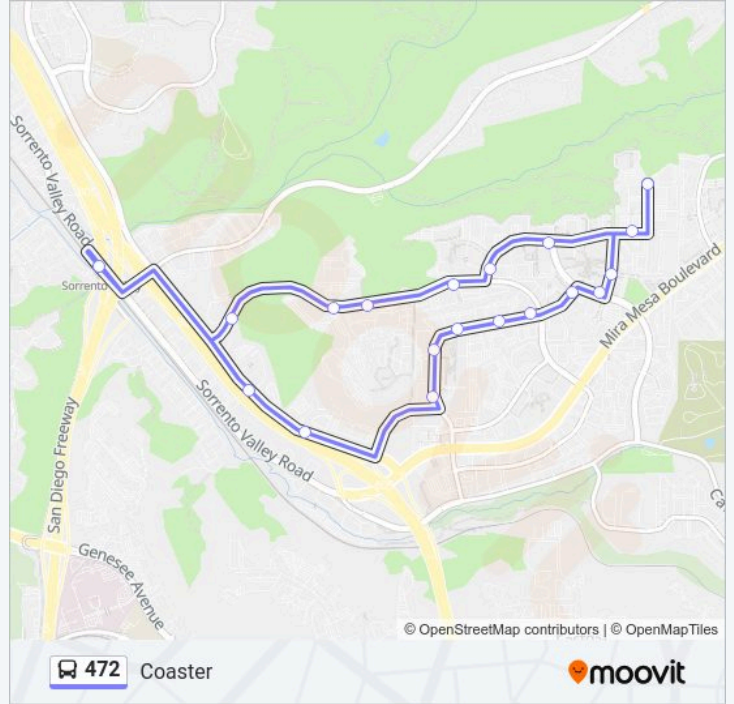 Sorrento Valley Road
Sorrento
Mira Mesa Boulevard
Sorrento Valley Road
San Diego Freeway
Genesee Avenue
Ca
© OpenStreetMap contributors | © OpenMapTiles
472 Coaster
moovit